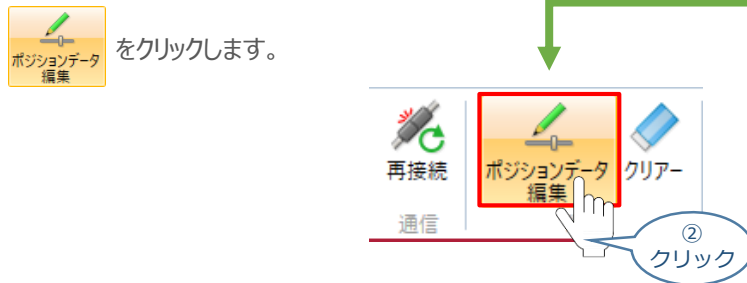 ポジションデータ
編集
をクリックします。
再接続
ポジションデータ
編集
クリアー
通信
②
クリック